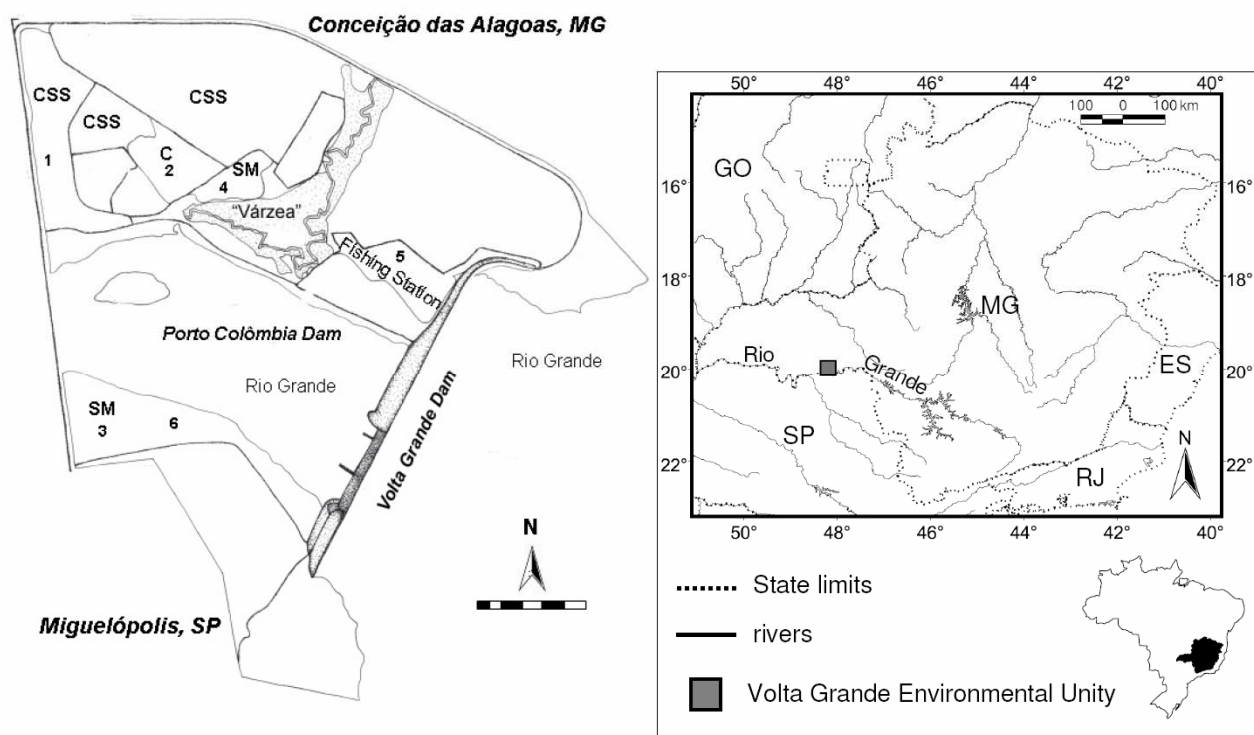 Conceição das Alagoas, MG
CSS
CSS
CSS
C
2
1
SM
4
"Várzea"
5
Fishing Station
Porto Colômbia Dam
Rio Grande
Rio Grande
Volta Grande Dam
SM
3
6
N
Miguelópolis, SP
50° 48° 46° 44° 42° 40°
100 0 100 km
GO
16° 16°
18° 18°
MG
Rio Grande
20° 20°
ES
SP
N
22° 22°
RJ
50° 48° 46° 44° 42° 40°
State limits
rivers
Volta Grande Environmental Unity